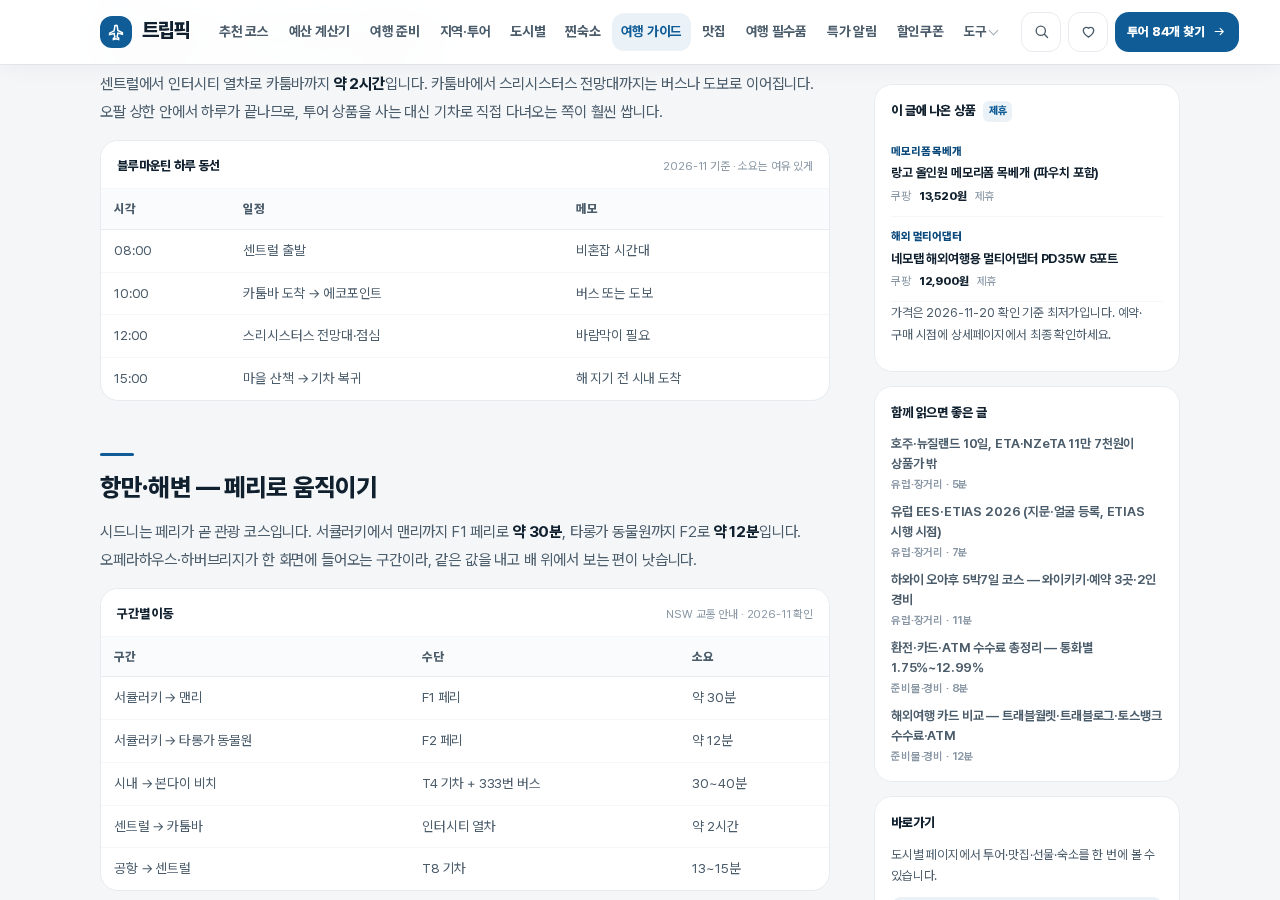 트립픽
추천 코스 예산 계산기 여행 준비 지역·투어 도시별 찐숙소 여행 가이드 맛집 여행 필수품 특가 알림 할인쿠폰 도구
투어 84개 찾기 →
센트럴에서 인터시티 열차로 카툼바까지 약 2시간입니다. 카툼바에서 스리시스터스 전망대까지는 버스나 도보로 이어집니다.
오팔 상한 안에서 하루가 끝나므로, 투어 상품을 사는 대신 기차로 직접 다녀오는 쪽이 훨씬 쌉니다.
블루마운틴 하루 동선 2026-11 기준 · 소요는 여유 있게
시각 일정 메모
08:00 센트럴 출발 비혼잡 시간대
10:00 카툼바 도착 → 에코포인트 버스 또는 도보
12:00 스리시스터스 전망대·점심 바람막이 필요
15:00 마을 산책 → 기차 복귀 해 지기 전 시내 도착
항만·해변 — 페리로 움직이기
시드니는 페리가 곧 관광 코스입니다. 서큘러키에서 맨리까지 F1 페리로 약 30분, 타롱가 동물원까지 F2로 약 12분입니다.
오페라하우스·하버브리지가 한 화면에 들어오는 구간이라, 같은 값을 내고 배 위에서 보는 편이 낫습니다.
구간별 이동 NSW 교통 안내 · 2026-11 확인
구간 수단 소요
서큘러키 → 맨리 F1 페리 약 30분
서큘러키 → 타롱가 동물원 F2 페리 약 12분
시내 → 본다이 비치 T4 기차 + 333번 버스 30~40분
센트럴 → 카툼바 인터시티 열차 약 2시간
공항 → 센트럴 T8 기차 13~15분
이 글에 나온 상품 제휴
메모리폼 목베개
랑고 올인원 메모리폼 목베개 (파우치 포함)
쿠팡 13,520원 제휴
해외 멀티어댑터
네모탭 해외여행용 멀티어댑터 PD35W 5포트
쿠팡 12,900원 제휴
가격은 2026-11-20 확인 기준 최저가입니다. 예약·
구매 시점에 상세페이지에서 최종 확인하세요.
함께 읽으면 좋은 글
호주·뉴질랜드 10일, ETA·NZeTA 11만 7천원이
상품가 밖
유럽·장거리 · 5분
유럽 EES·ETIAS 2026 (지문·얼굴 등록, ETIAS
시행 시점)
유럽·장거리 · 7분
하와이 오아후 5박7일 코스 — 와이키키·예약 3곳·2인
경비
유럽·장거리 · 11분
환전·카드·ATM 수수료 총정리 — 통화별
1.75%~12.99%
준비물·경비 · 8분
해외여행 카드 비교 — 트래블월렛·트래블로그·토스뱅크
수수료·ATM
준비물·경비 · 12분
바로가기
도시별 페이지에서 투어·맛집·선물·숙소를 한 번에 볼 수
있습니다.